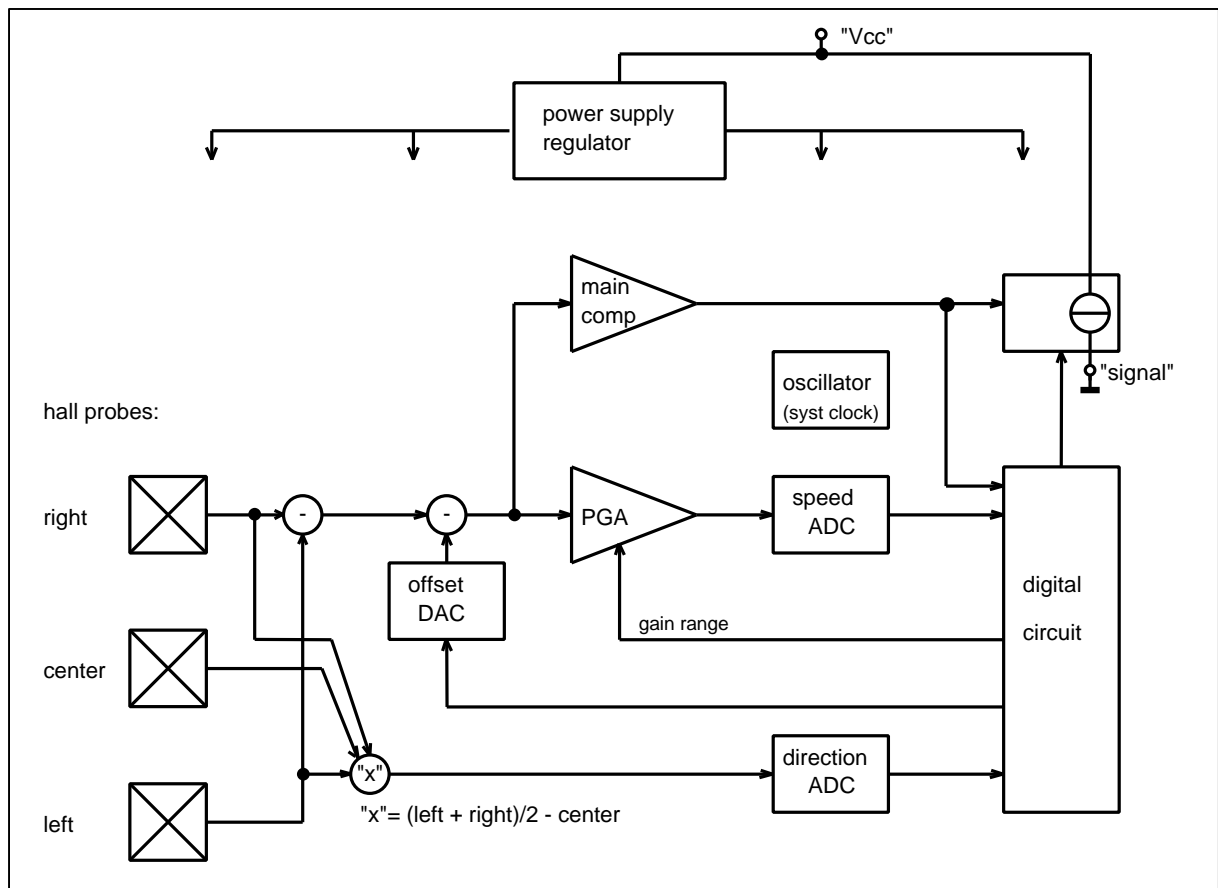 "Vcc"
power supply
regulator
main
comp
"signal"
oscillator
(syst clock)
hall probes:
right
-
-
PGA
speed
ADC
offset
DAC
digital
circuit
gain range
center
"x"
direction
ADC
"x"= (left + right)/2 - center
left